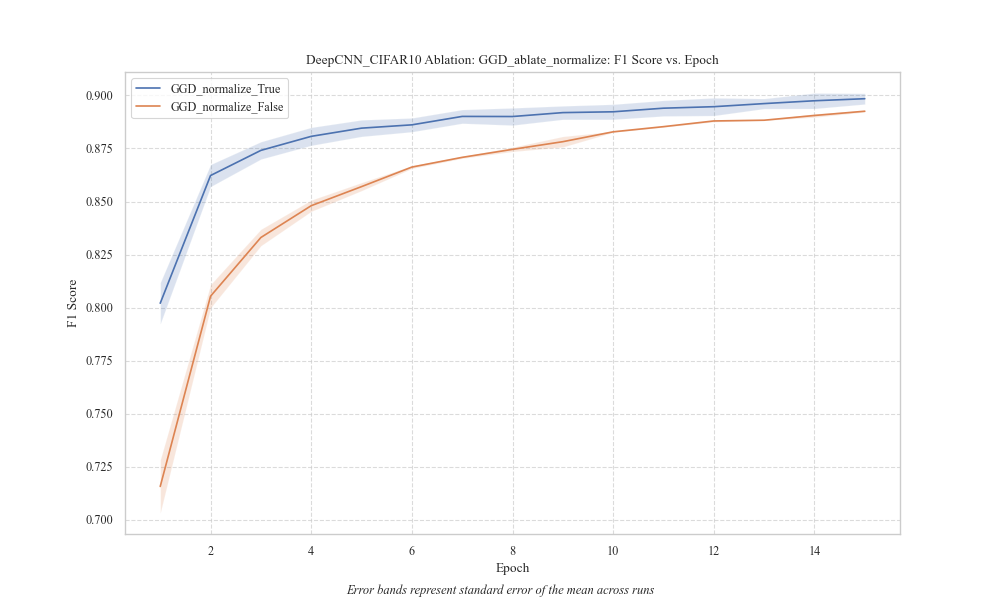 DeepCNN_CIFAR10 Ablation: GGD_ablate_normalize: F1 Score vs. Epoch
GGD_normalize_True
GGD_normalize_False
0.900
0.875
0.850
0.825
0.800
0.775
0.750
0.725
0.700
F1 Score
2 4 6 8 10 12 14
Epoch
Error bands represent standard error of the mean across runs